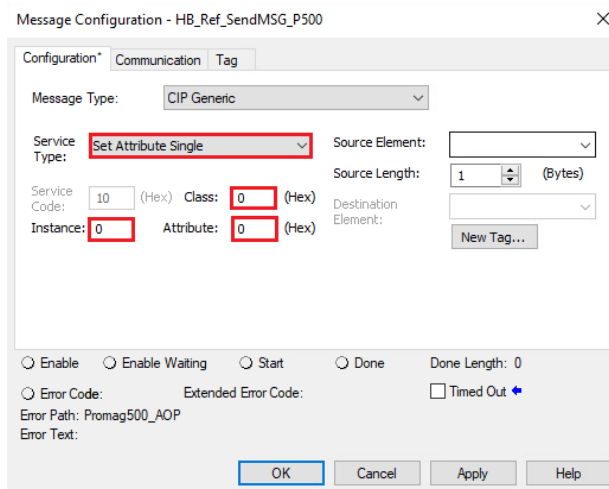 Message Configuration - HB_Ref_SendMSG_P500
Configuration* Communication Tag
Message Type: CIP Generic
Service Type: Set Attribute Single
Source Element:
Source Length: 1 (Bytes)
Service Code: 10 (Hex) Class: 0 (Hex)
Destination Element:
Instance: 0 Attribute: 0 (Hex)
New Tag...
Enable Enable Waiting Start Done Done Length: 0
Error Code: Extended Error Code: Timed Out
Error Path: Promag500_AOP
Error Text:
OK Cancel Apply Help